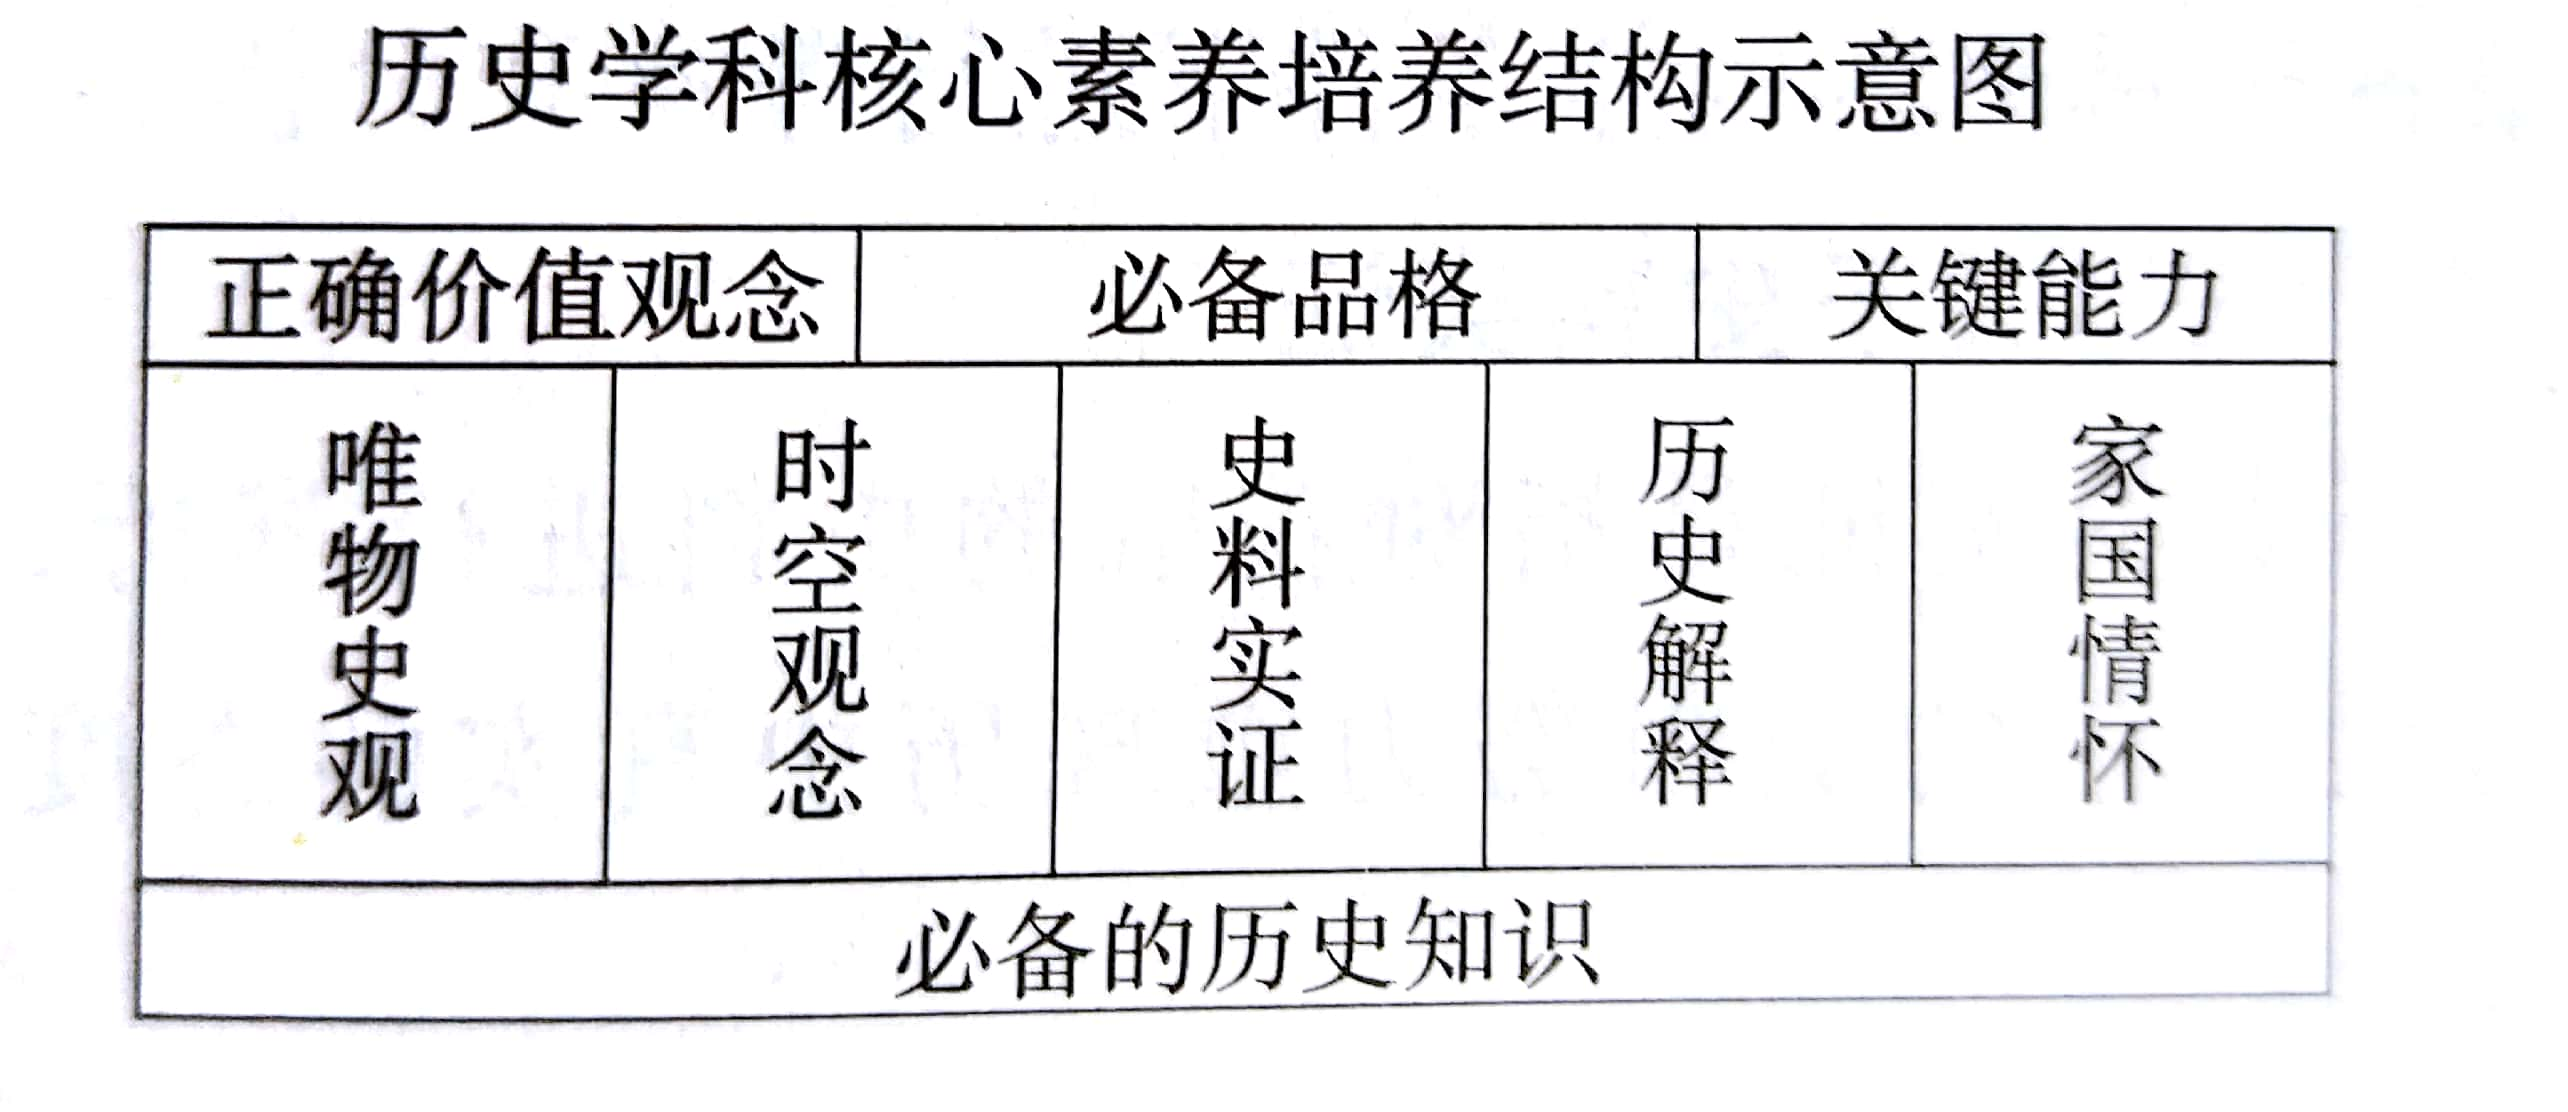 历史学科核心素养培养结构示意图
正确价值观念 必备品格 关键能力
唯物史观
时空观念
史料实证
历史解释
家国情怀
必备的历史知识